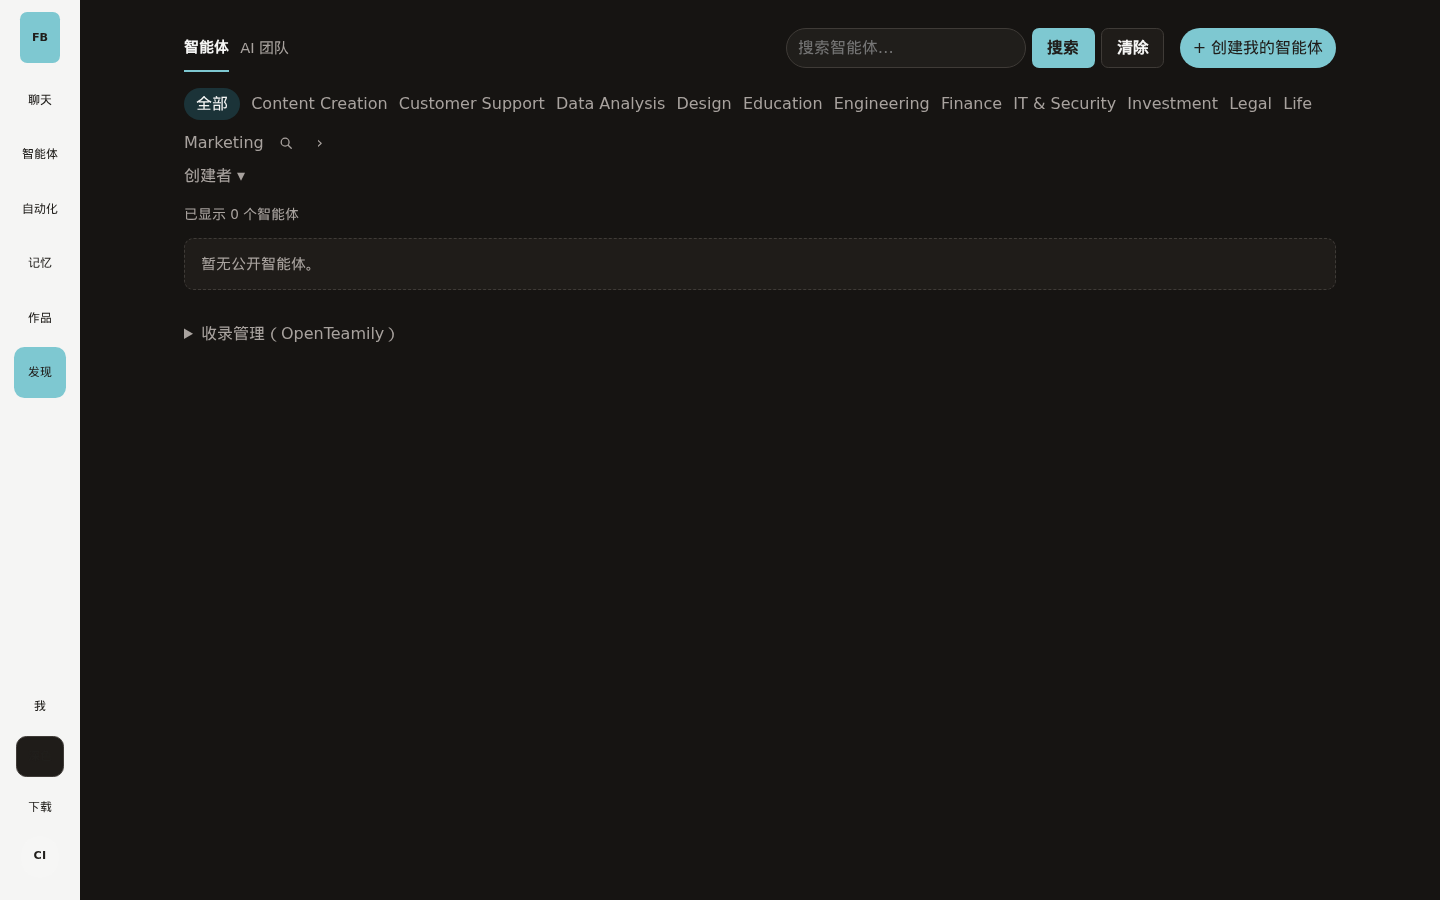 FB
聊天
智能体
自动化
记忆
作品
发现
我
下载
CI
智能体 AI 团队
搜索智能体... 搜索 清除 + 创建我的智能体
全部 Content Creation Customer Support Data Analysis Design Education Engineering Finance IT & Security Investment Legal Life
Marketing ›
创建者 ▾
已显示 0 个智能体
暂无公开智能体。
▶ 收录管理（OpenTeamily）